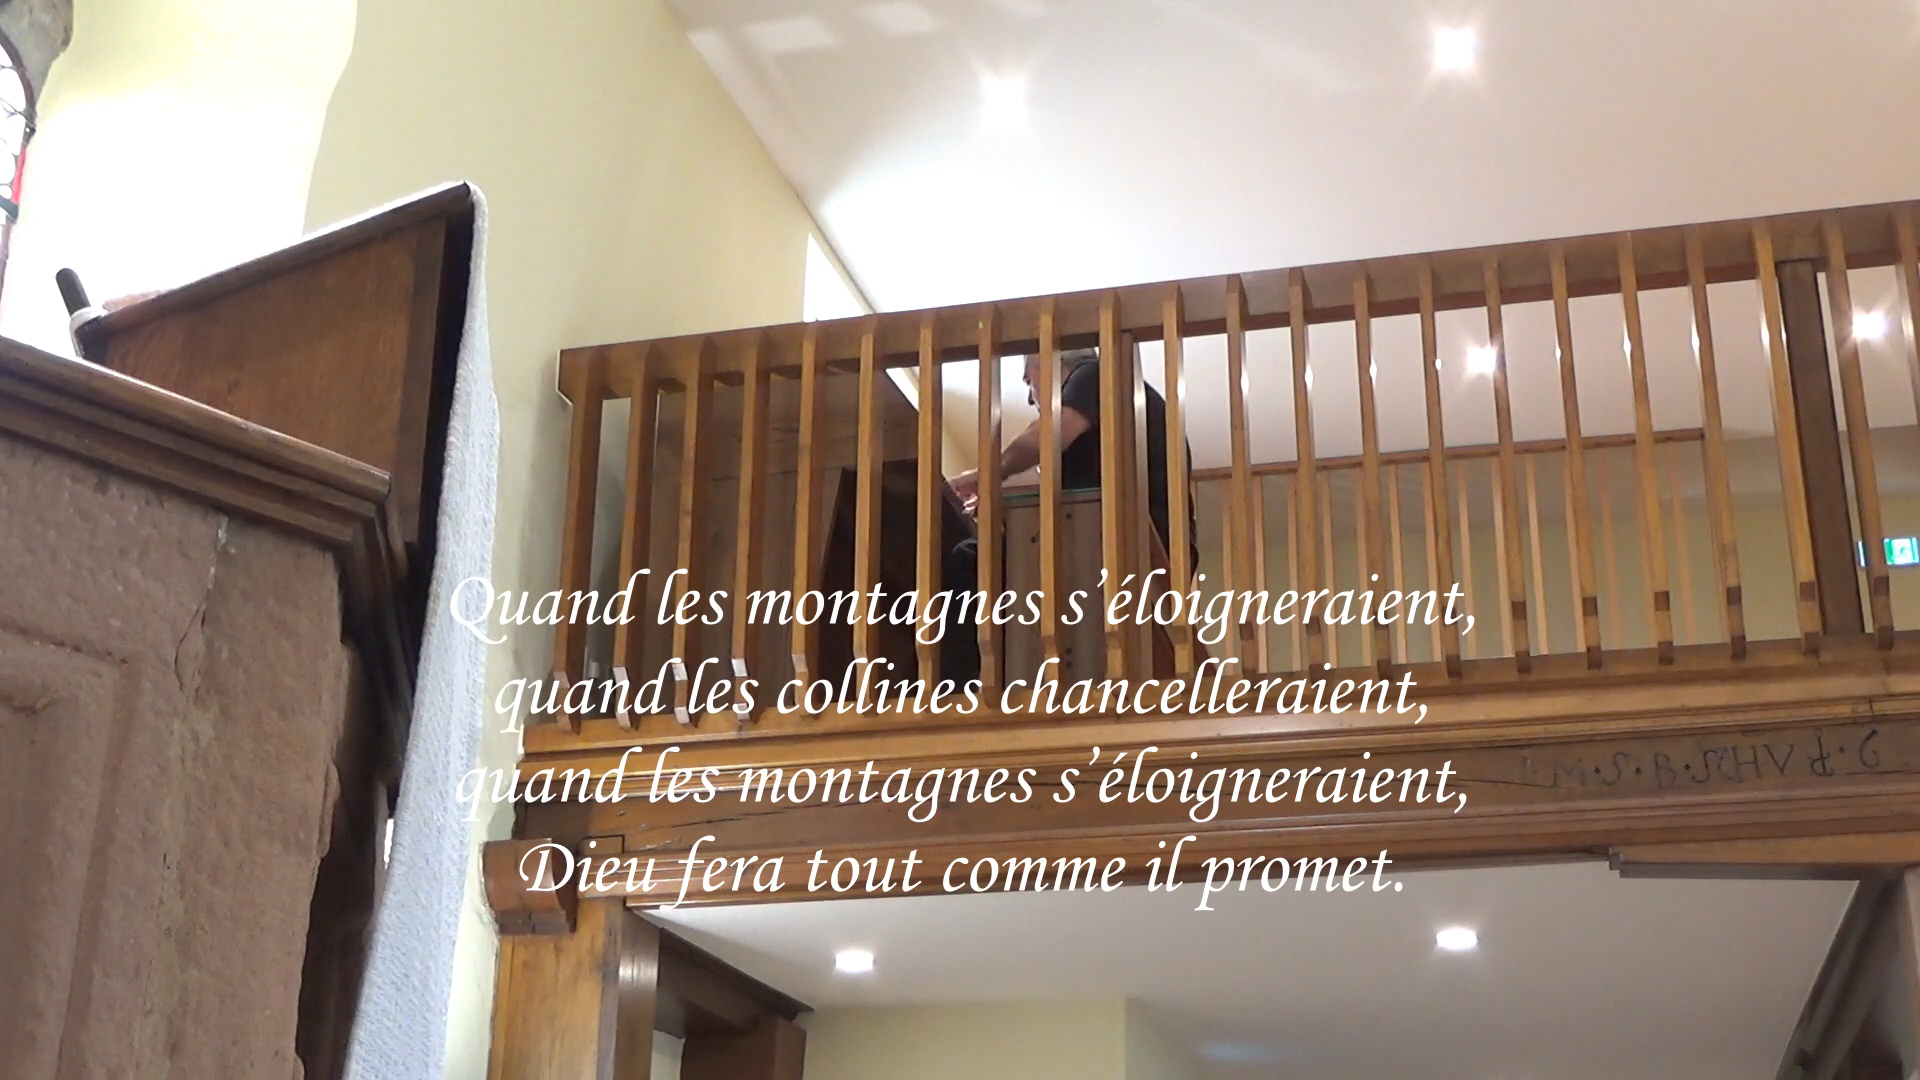 Quand les montagnes s’éloigneraient,
quand les collines chancelleraient,
quand les montagnes s’éloigneraient,
Dieu fera tout comme il promet.